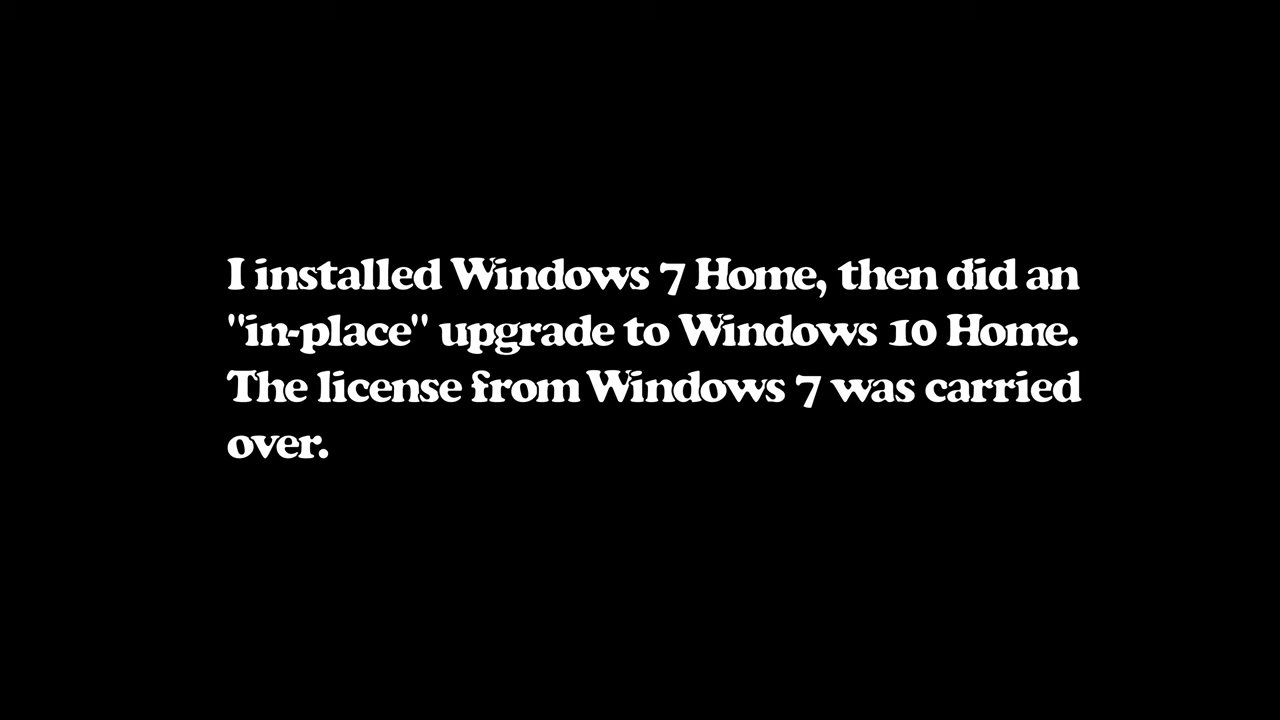 I installed Windows 7 Home, then did an
"in-place" upgrade to Windows 10 Home.
The license from Windows 7 was carried
over.